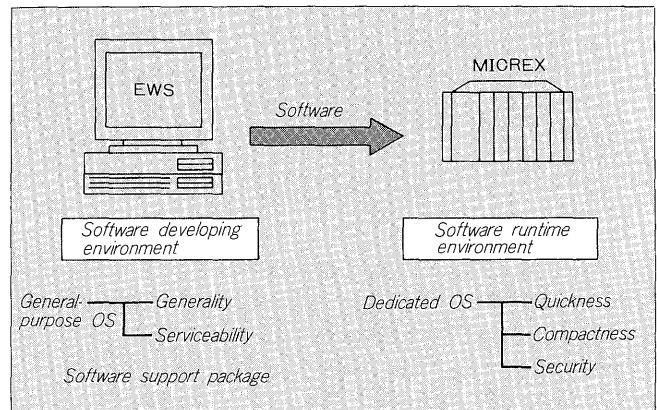 EWS
Software
MICREX
Software developing
environment
Software runtime
environment
General-
purpose OS
Generality
Serviceability
Software support package
Dedicated OS
Quickness
Compactness
Security